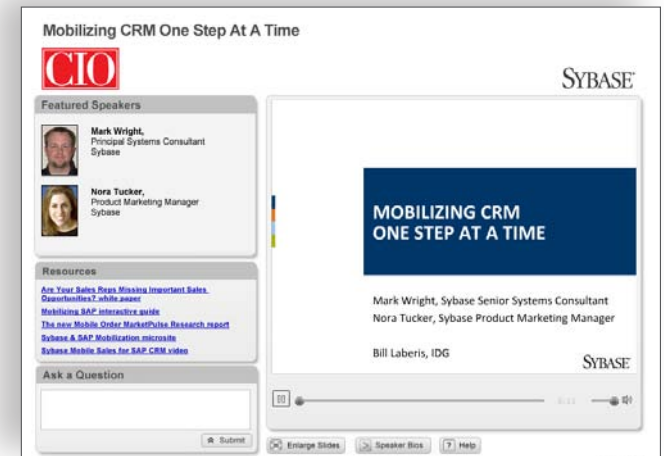 Mobilizing CRM One Step At A Time
CIO
SYBASE
Featured Speakers
Mark Wright,
Principal Systems Consultant
Sybase
Nora Tucker,
Product Marketing Manager
Sybase
Resources
Are Your Sales Reps Missing Important Sales
Opportunities? white paper
Mobilizing SAP interactive guide
The new Mobile Order MarketPulse Research report
Sybase & SAP Mobilization microsite
Sybase Mobile Sales for SAP CRM video
Ask a Question
Submit
MOBILIZING CRM
ONE STEP AT A TIME
Mark Wright, Sybase Senior Systems Consultant
Nora Tucker, Sybase Product Marketing Manager
Bill Laberis, IDG
SYBASE
Enlarge Slides
Speaker Bios
? Help